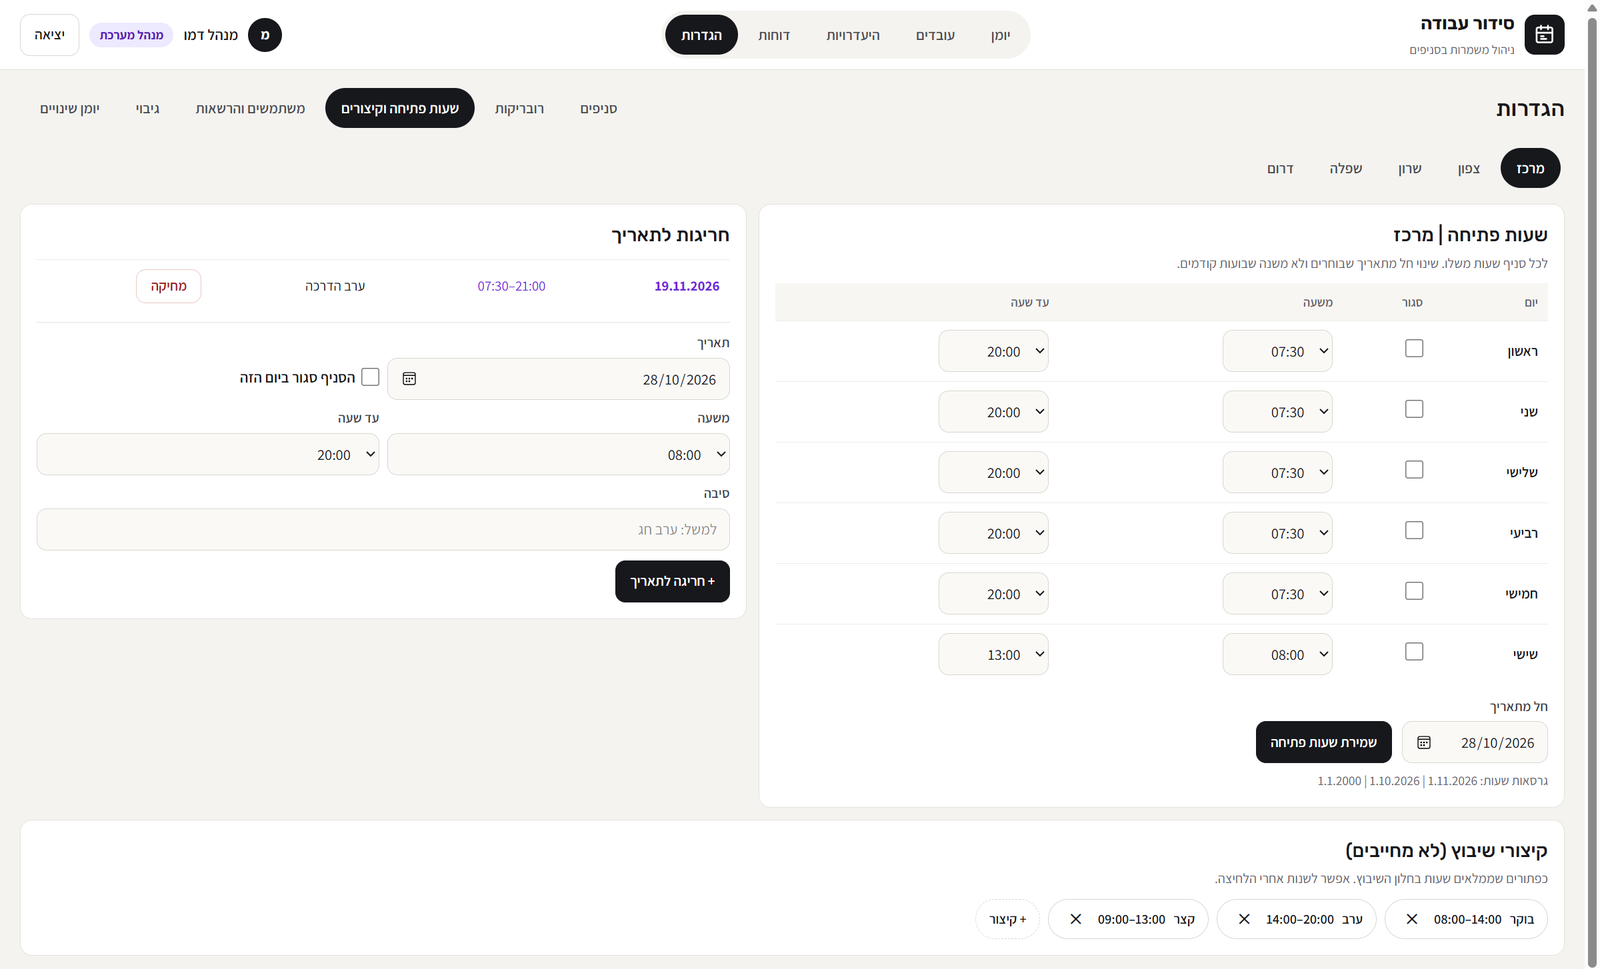 סידור עבודה
ניהול משמרות בסניפים
יומן
עובדים
היעדרויות
דוחות
הגדרות
מ
מנהל דמו
מנהל מערכת
יציאה
הגדרות
סניפים
רובריקות
שעות פתיחה וקיצורים
משתמשים והרשאות
גיבוי
יומן שינויים
מרכז
צפון
שרון
שפלה
דרום
שעות פתיחה | מרכז
לכל סניף שעות משלו. שינוי חל מתאריך שבוחרים ולא משנה שבועות קודמים.
יום סגור משעה עד שעה
ראשון 07:30 20:00
שני 07:30 20:00
שלישי 07:30 20:00
רביעי 07:30 20:00
חמישי 07:30 20:00
שישי 08:00 13:00
חל מתאריך
28/10/2026
שמירת שעות פתיחה
גרסאות שעות: 1.11.2026 | 1.10.2026 | 1.1.2000
חריגות לתאריך
19.11.2026 07:30–21:00 ערב הדרכה מחיקה
תאריך
28/10/2026
הסניף סגור ביום הזה
משעה עד שעה
08:00 20:00
סיבה
למשל: ערב חג
+ חריגה לתאריך
קיצורי שיבוץ (לא מחייבים)
כפתורים שממלאים שעות בחלון השיבוץ. אפשר לשנות אחרי הלחיצה.
בוקר 08:00–14:00 ✕
ערב 14:00–20:00 ✕
קצר 09:00–13:00 ✕
+ קיצור